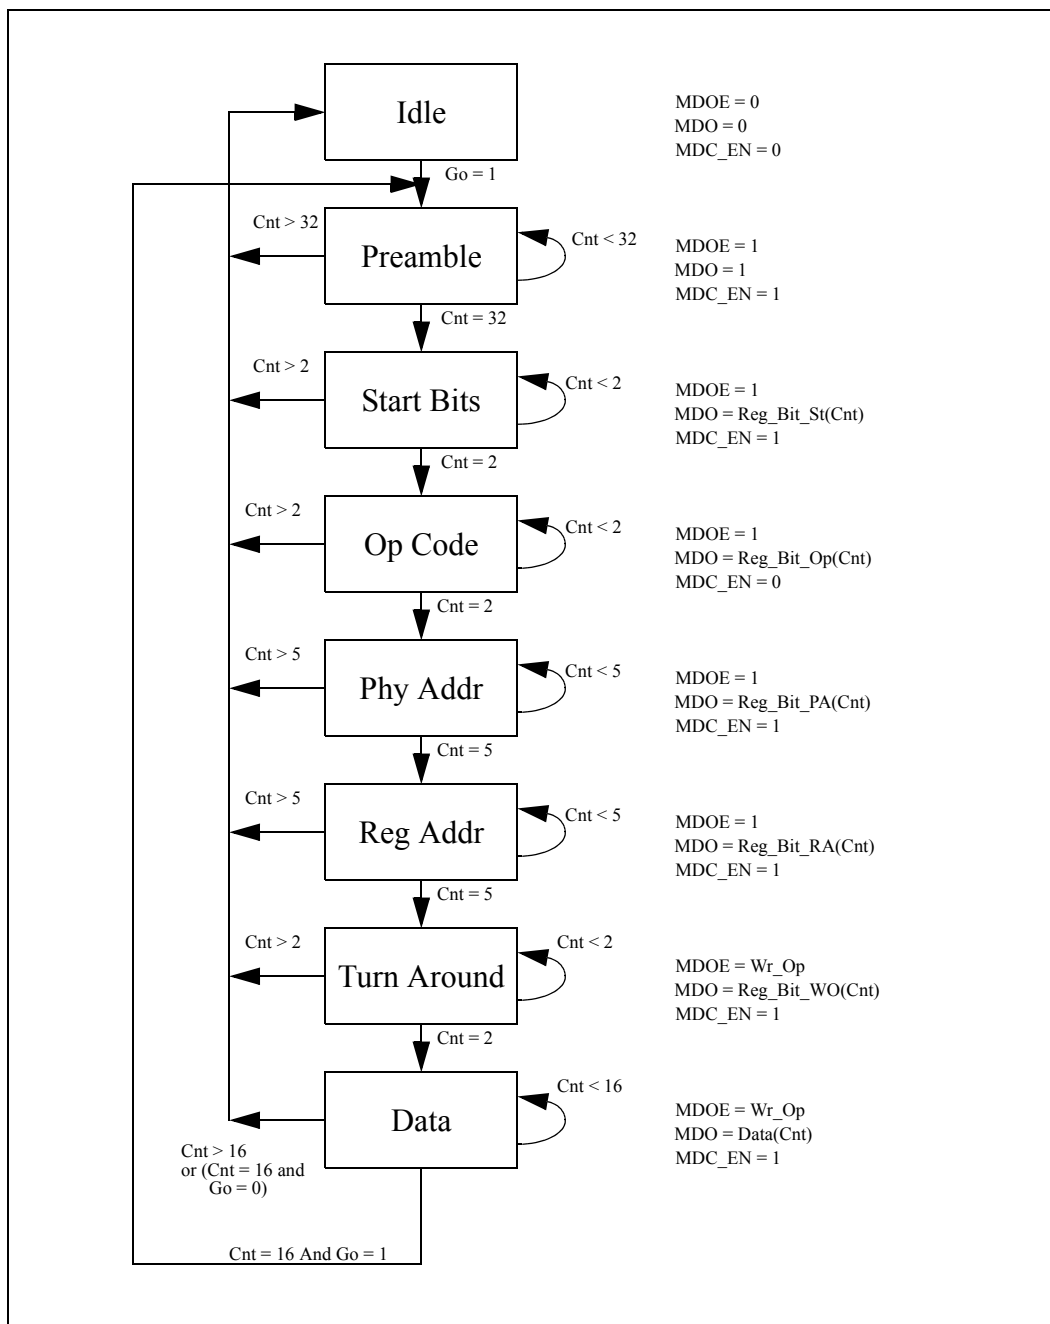 Idle
MDOE = 0
MDO = 0
MDC_EN = 0
Go = 1
Cnt > 32
Preamble
Cnt < 32
MDOE = 1
MDO = 1
MDC_EN = 1
Cnt = 32
Cnt > 2
Start Bits
Cnt < 2
MDOE = 1
MDO = Reg_Bit_St(Cnt)
MDC_EN = 1
Cnt = 2
Cnt > 2
Op Code
Cnt < 2
MDOE = 1
MDO = Reg_Bit_Op(Cnt)
MDC_EN = 0
Cnt = 2
Cnt > 5
Phy Addr
Cnt < 5
MDOE = 1
MDO = Reg_Bit_PA(Cnt)
MDC_EN = 1
Cnt = 5
Cnt > 5
Reg Addr
Cnt < 5
MDOE = 1
MDO = Reg_Bit_RA(Cnt)
MDC_EN = 1
Cnt = 5
Cnt > 2
Turn Around
Cnt < 2
MDOE = Wr_Op
MDO = Reg_Bit_WO(Cnt)
MDC_EN = 1
Cnt = 2
Data
Cnt < 16
MDOE = Wr_Op
MDO = Data(Cnt)
MDC_EN = 1
Cnt > 16
or (Cnt = 16 and
Go = 0)
Cnt = 16 And Go = 1